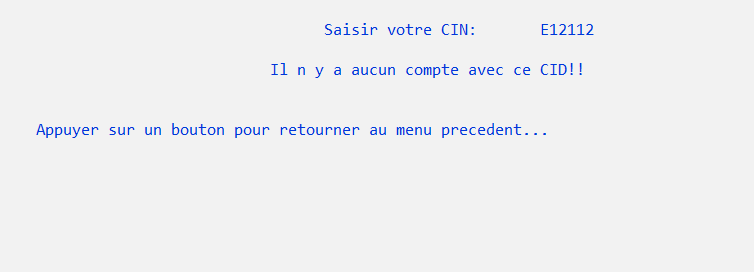 Saisir votre CIN: E12112
Il n y a aucun compte avec ce CID!!
Appuyer sur un bouton pour retourner au menu precedent...